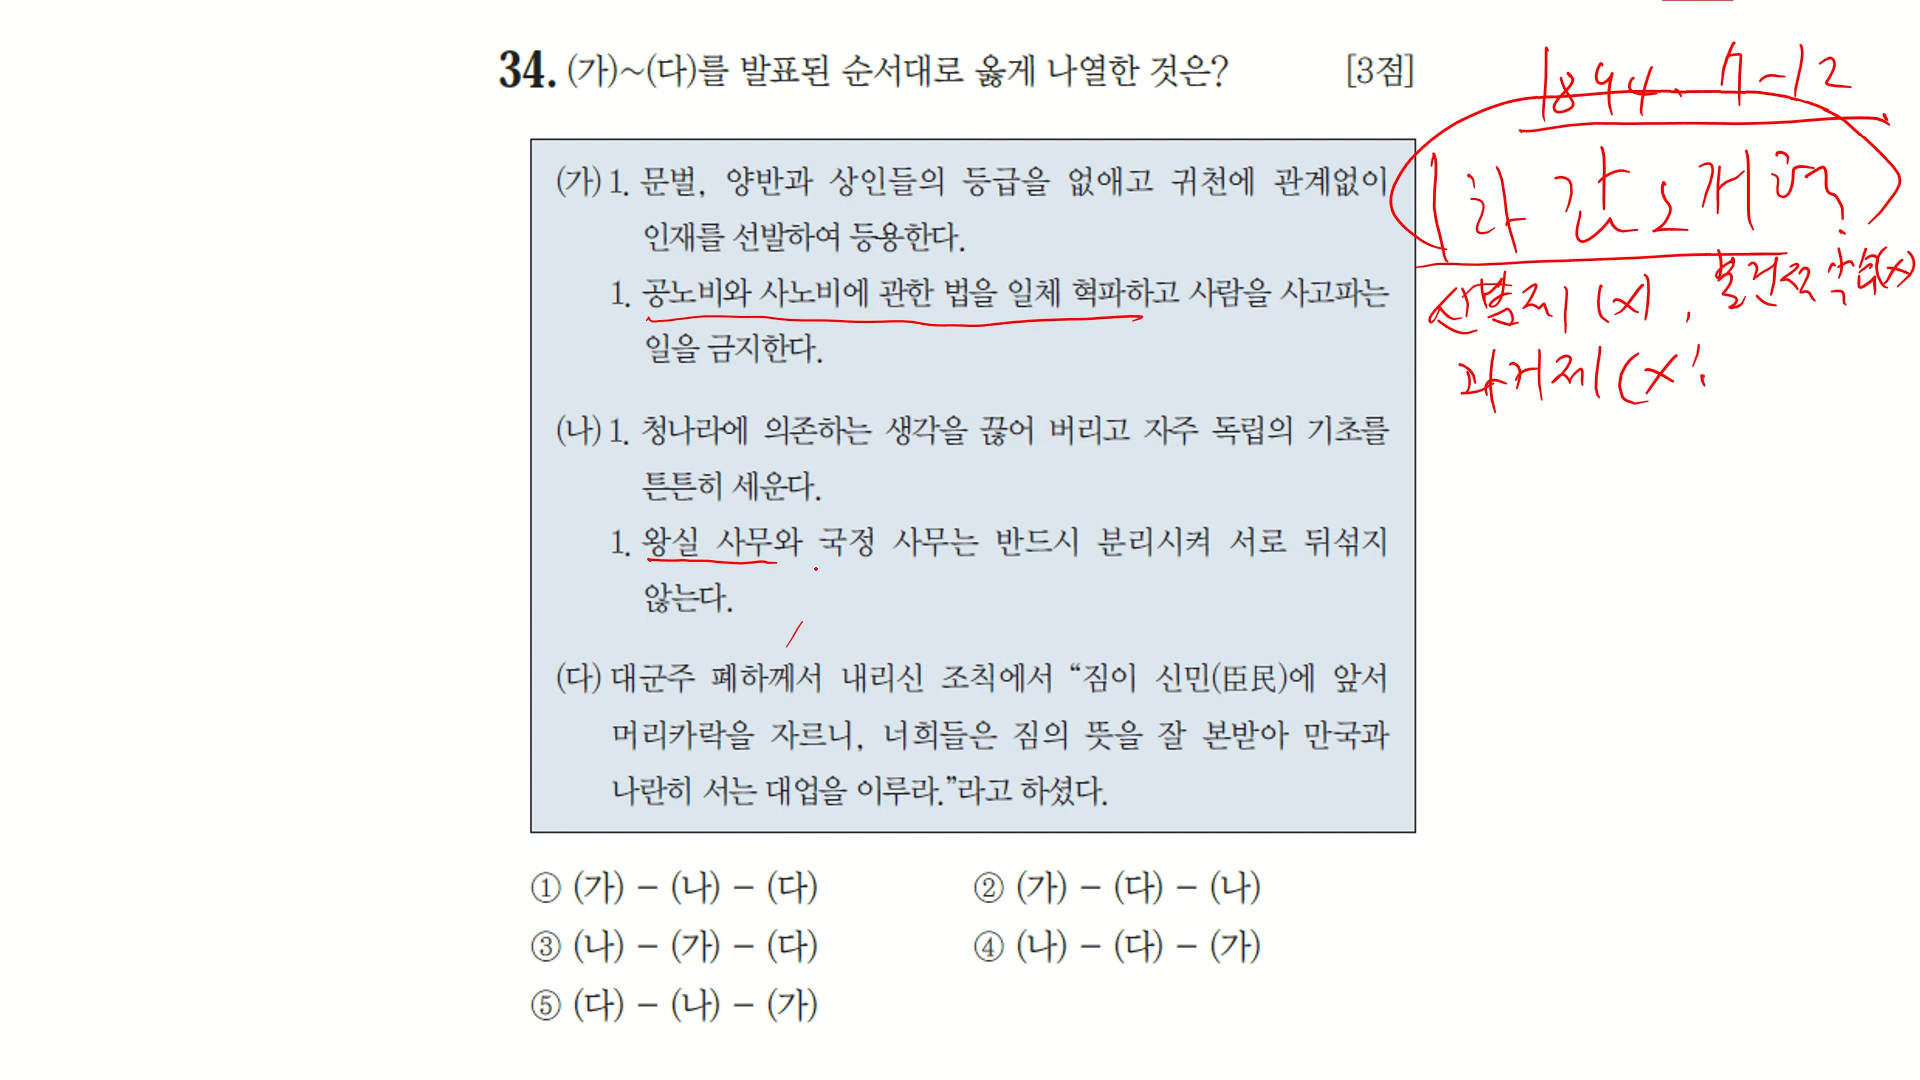 34. (가)~(다)를 발표된 순서대로 옳게 나열한 것은? [3점]
(가) 1. 문벌, 양반과 상인들의 등급을 없애고 귀천에 관계없이
인재를 선발하여 등용한다.
1. 공노비와 사노비에 관한 법을 일체 혁파하고 사람을 사고파는
일을 금지한다.
(나) 1. 청나라에 의존하는 생각을 끊어 버리고 자주 독립의 기초를
튼튼히 세운다.
1. 왕실 사무와 국정 사무는 반드시 분리시켜 서로 뒤섞지
않는다.
(다) 대군주 폐하께서 내리신 조칙에서 “짐이 신민(臣民)에 앞서
머리카락을 자르니, 너희들은 짐의 뜻을 잘 본받아 만국과
나란히 서는 대업을 이루라.”라고 하셨다.
① (가) - (나) - (다) ② (가) - (다) - (나)
③ (나) - (가) - (다) ④ (나) - (다) - (가)
⑤ (다) - (나) - (가)
1894. 7~12
1차 갑오개혁
신분제 (X), 봉건적 악습(X)
과거제 (X)